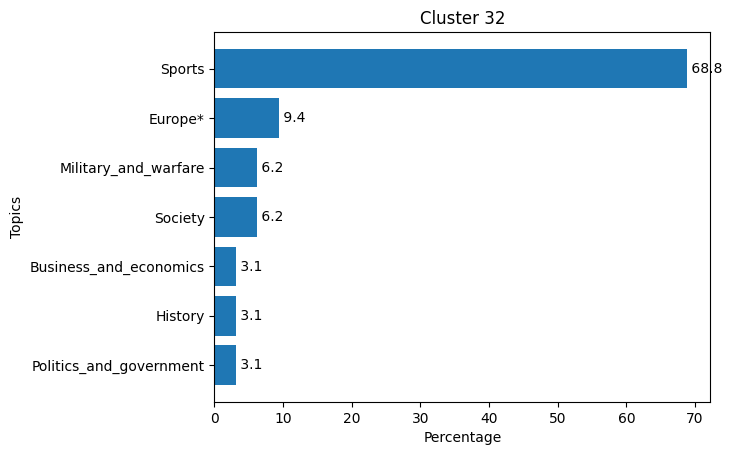 Cluster 32
Topics
Sports 68.8
Europe* 9.4
Military_and_warfare 6.2
Society 6.2
Business_and_economics 3.1
History 3.1
Politics_and_government 3.1
0 10 20 30 40 50 60 70
Percentage